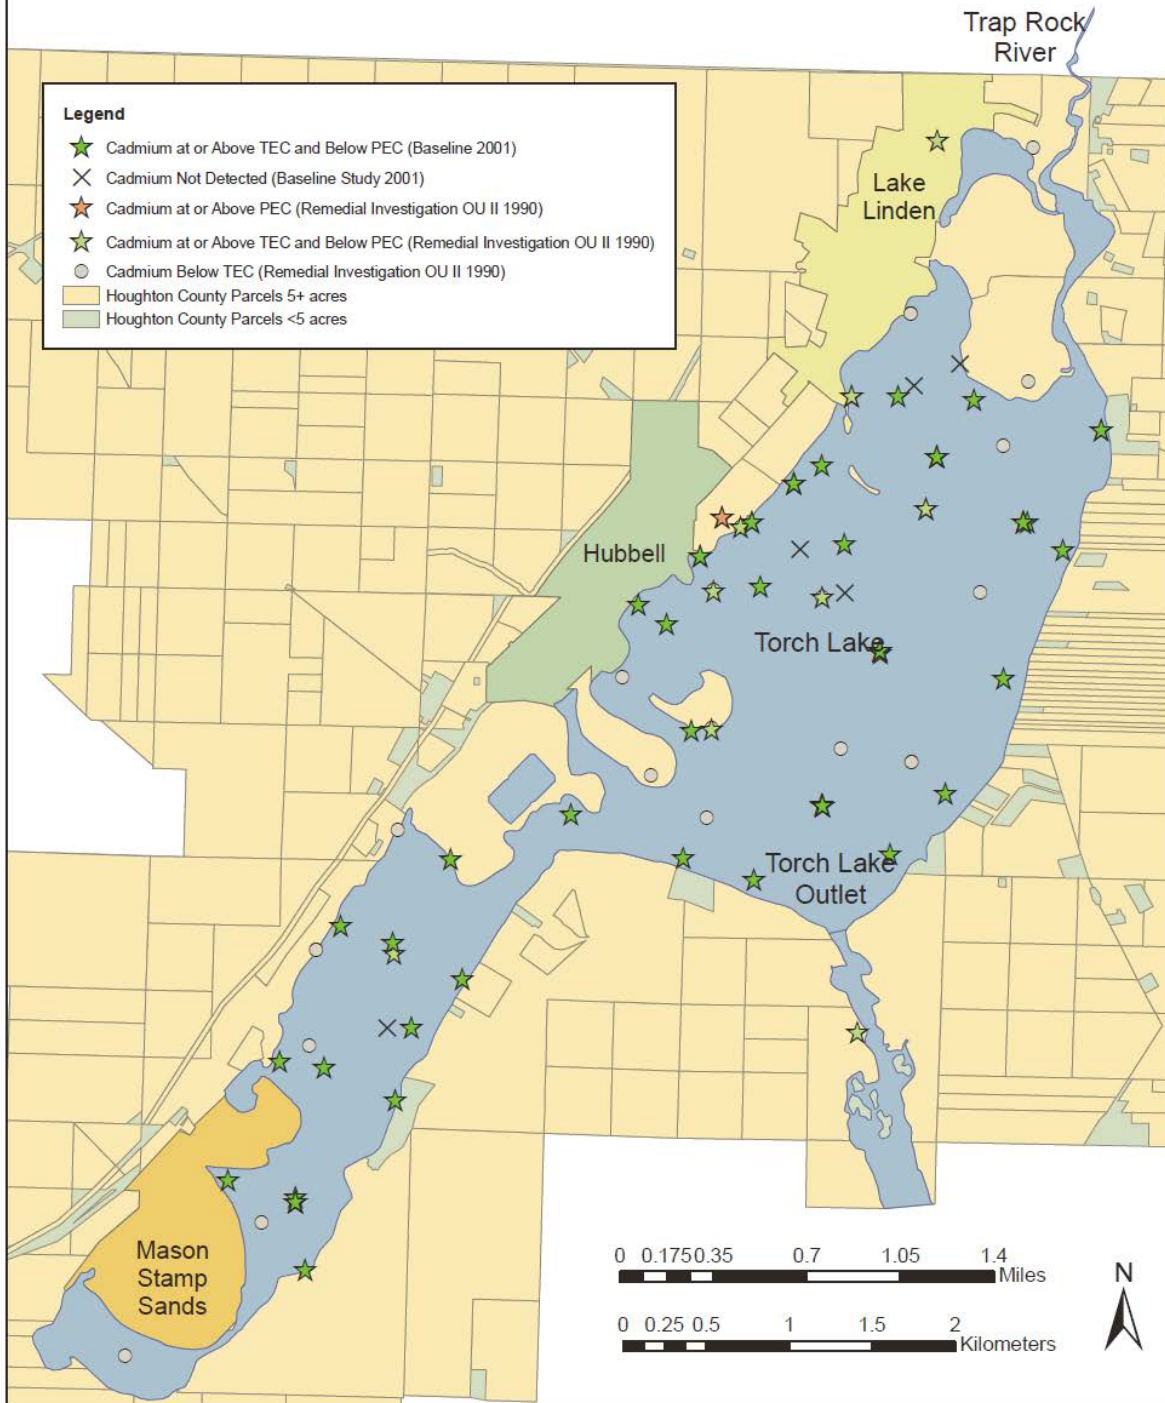 Trap Rock
River
Legend
Cadmium at or Above TEC and Below PEC (Baseline 2001)
Cadmium Not Detected (Baseline Study 2001)
Cadmium at or Above PEC (Remedial Investigation OU II 1990)
Cadmium at or Above TEC and Below PEC (Remedial Investigation OU II 1990)
Cadmium Below TEC (Remedial Investigation OU II 1990)
Houghton County Parcels 5+ acres
Houghton County Parcels <5 acres
Lake
Linden
Hubbell
Torch Lake
Torch Lake
Outlet
Mason
Stamp
Sands
0 0.175 0.35 0.7 1.05 1.4
Miles
0 0.25 0.5 1 1.5 2
Kilometers
N